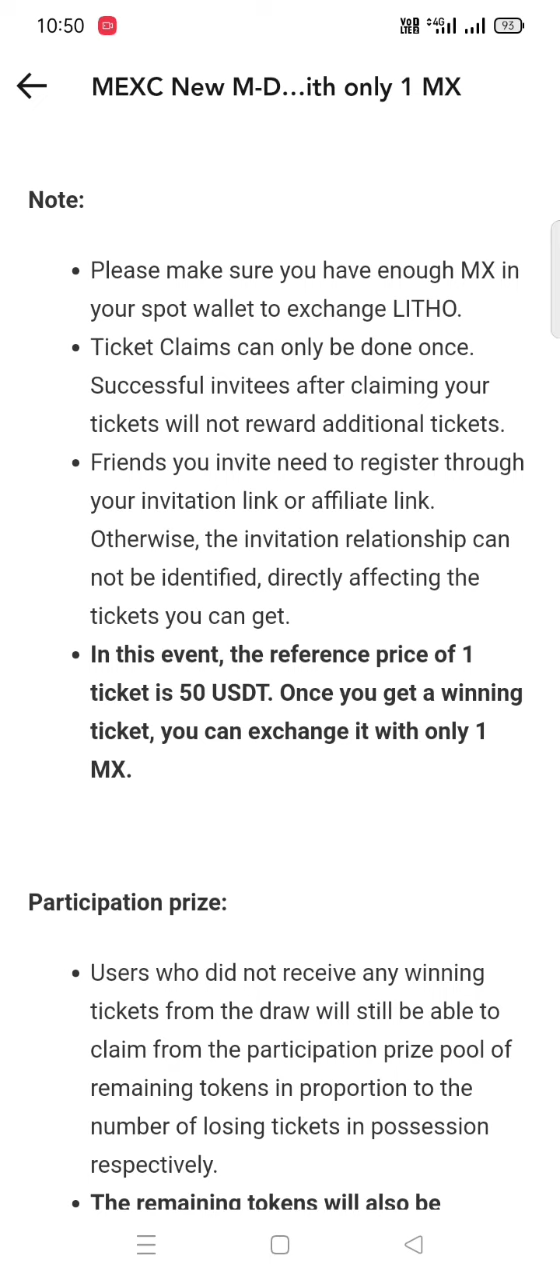 10:50 VoD LTE 4G 93
MEXC New M-D...ith only 1 MX
Note:
• Please make sure you have enough MX in
your spot wallet to exchange LITHO.
• Ticket Claims can only be done once.
Successful invitees after claiming your
tickets will not reward additional tickets.
• Friends you invite need to register through
your invitation link or affiliate link.
Otherwise, the invitation relationship can
not be identified, directly affecting the
tickets you can get.
• In this event, the reference price of 1
ticket is 50 USDT. Once you get a winning
ticket, you can exchange it with only 1
MX.
Participation prize:
• Users who did not receive any winning
tickets from the draw will still be able to
claim from the participation prize pool of
remaining tokens in proportion to the
number of losing tickets in possession
respectively.
• The remaining tokens will also be